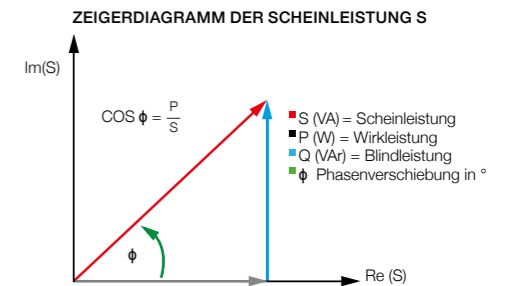 ZEIGERDIAGRAMM DER SCHEINLEISTUNG S
Im(S)
COS ϕ = P/S
S (VA) = Scheinleistung
P (W) = Wirkleistung
Q (VAr) = Blindleistung
ϕ Phasenverschiebung in °
ϕ
Re (S)